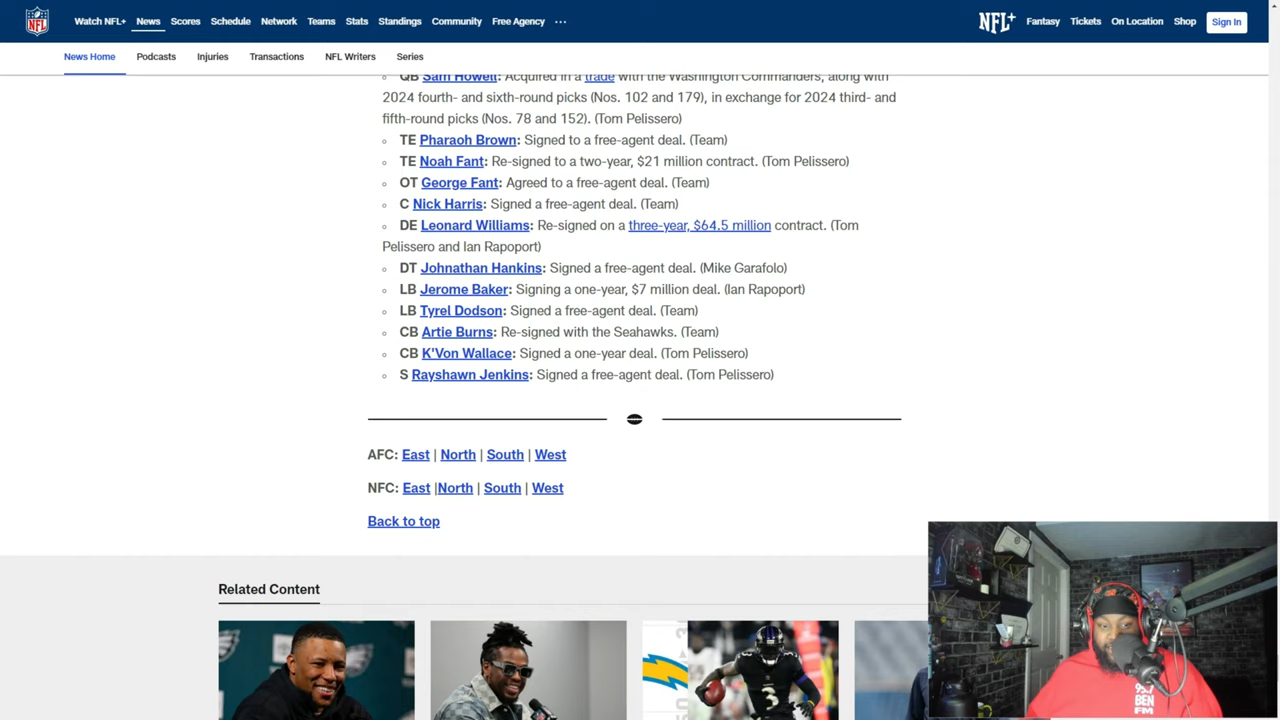 NFL
Watch NFL+ News Scores Schedule Network Teams Stats Standings Community Free Agency ... NFL+ Fantasy Tickets On Location Shop Sign In
News Home Podcasts Injuries Transactions NFL Writers Series
QB Sam Howell: Acquired in a trade with the Washington Commanders, along with
2024 fourth- and sixth-round picks (Nos. 102 and 179), in exchange for 2024 third- and
fifth-round picks (Nos. 78 and 152). (Tom Pelissero)
TE Pharaoh Brown: Signed to a free-agent deal. (Team)
TE Noah Fant: Re-signed to a two-year, $21 million contract. (Tom Pelissero)
OT George Fant: Agreed to a free-agent deal. (Team)
C Nick Harris: Signed a free-agent deal. (Team)
DE Leonard Williams: Re-signed on a three-year, $64.5 million contract. (Tom
Pelissero and Ian Rapoport)
DT Johnathan Hankins: Signed a free-agent deal. (Mike Garafolo)
LB Jerome Baker: Signing a one-year, $7 million deal. (Ian Rapoport)
LB Tyrel Dodson: Signed a free-agent deal. (Team)
CB Artie Burns: Re-signed with the Seahawks. (Team)
CB K'Von Wallace: Signed a one-year deal. (Tom Pelissero)
S Rayshawn Jenkins: Signed a free-agent deal. (Tom Pelissero)
AFC: East | North | South | West
NFC: East |North | South | West
Back to top
Related Content
3
95.7
BEN
FM